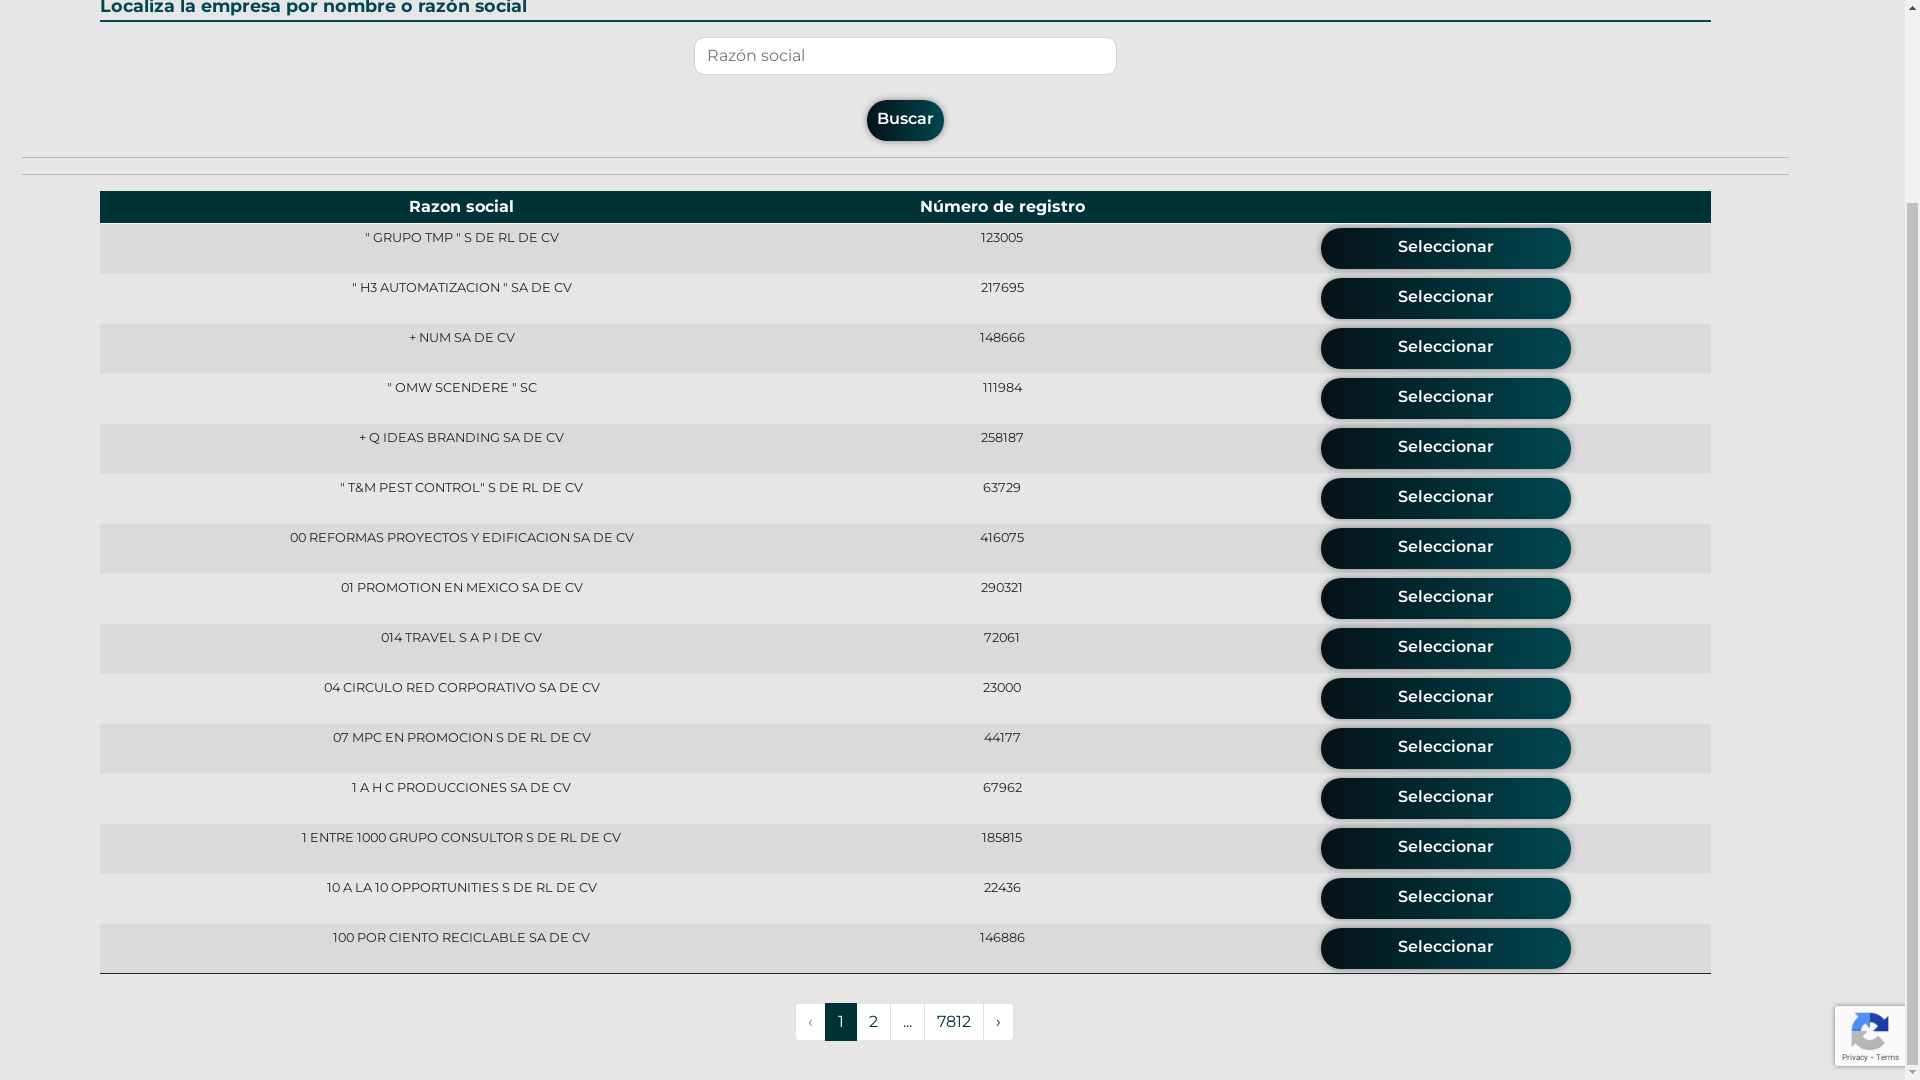 Localiza la empresa por nombre o razón social
Razón social
Buscar
Razon social Número de registro
" GRUPO TMP " S DE RL DE CV 123005 Seleccionar
" H3 AUTOMATIZACION " SA DE CV 217695 Seleccionar
+ NUM SA DE CV 148666 Seleccionar
" OMW SCENDERE " SC 111984 Seleccionar
+ Q IDEAS BRANDING SA DE CV 258187 Seleccionar
" T&M PEST CONTROL" S DE RL DE CV 63729 Seleccionar
00 REFORMAS PROYECTOS Y EDIFICACION SA DE CV 416075 Seleccionar
01 PROMOTION EN MEXICO SA DE CV 290321 Seleccionar
014 TRAVEL S A P I DE CV 72061 Seleccionar
04 CIRCULO RED CORPORATIVO SA DE CV 23000 Seleccionar
07 MPC EN PROMOCION S DE RL DE CV 44177 Seleccionar
1 A H C PRODUCCIONES SA DE CV 67962 Seleccionar
1 ENTRE 1000 GRUPO CONSULTOR S DE RL DE CV 185815 Seleccionar
10 A LA 10 OPPORTUNITIES S DE RL DE CV 22436 Seleccionar
100 POR CIENTO RECICLABLE SA DE CV 146886 Seleccionar
‹ 1 2 ... 7812 ›
Privacy - Terms